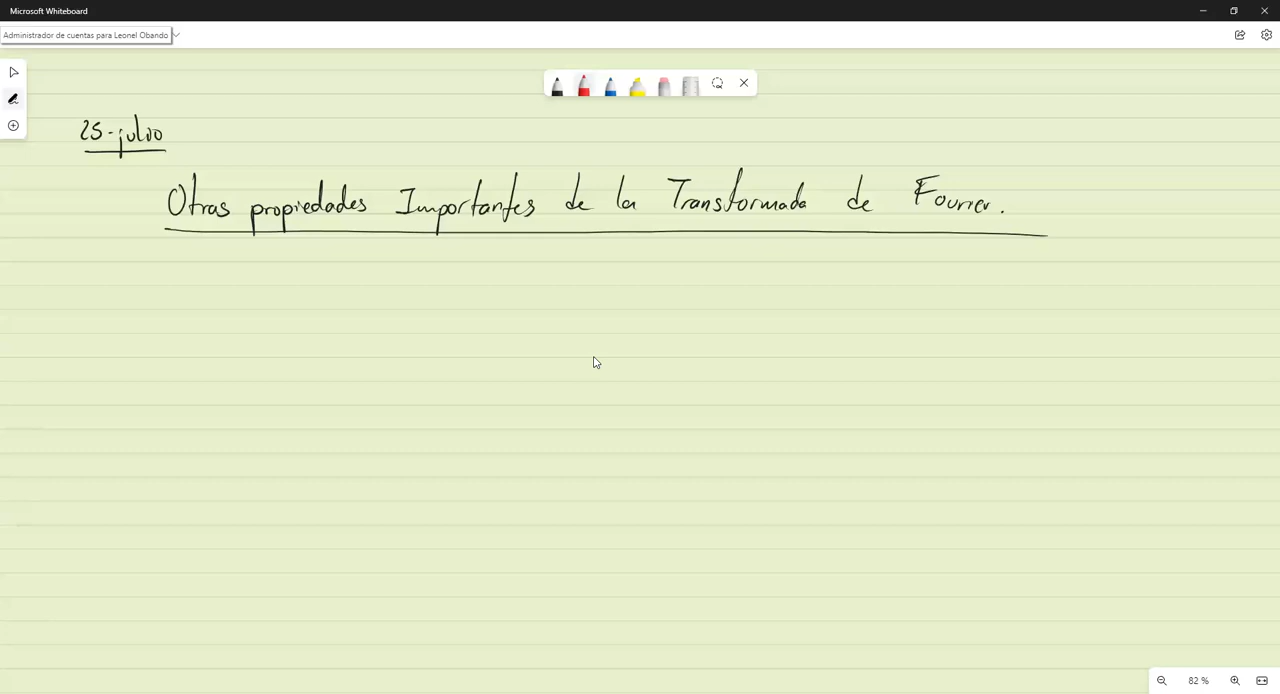 Microsoft Whiteboard
Administrador de cuentas para Leonel Obando
25-julio
Otras propiedades Importantes de la Transformada de Fourier.
82 %